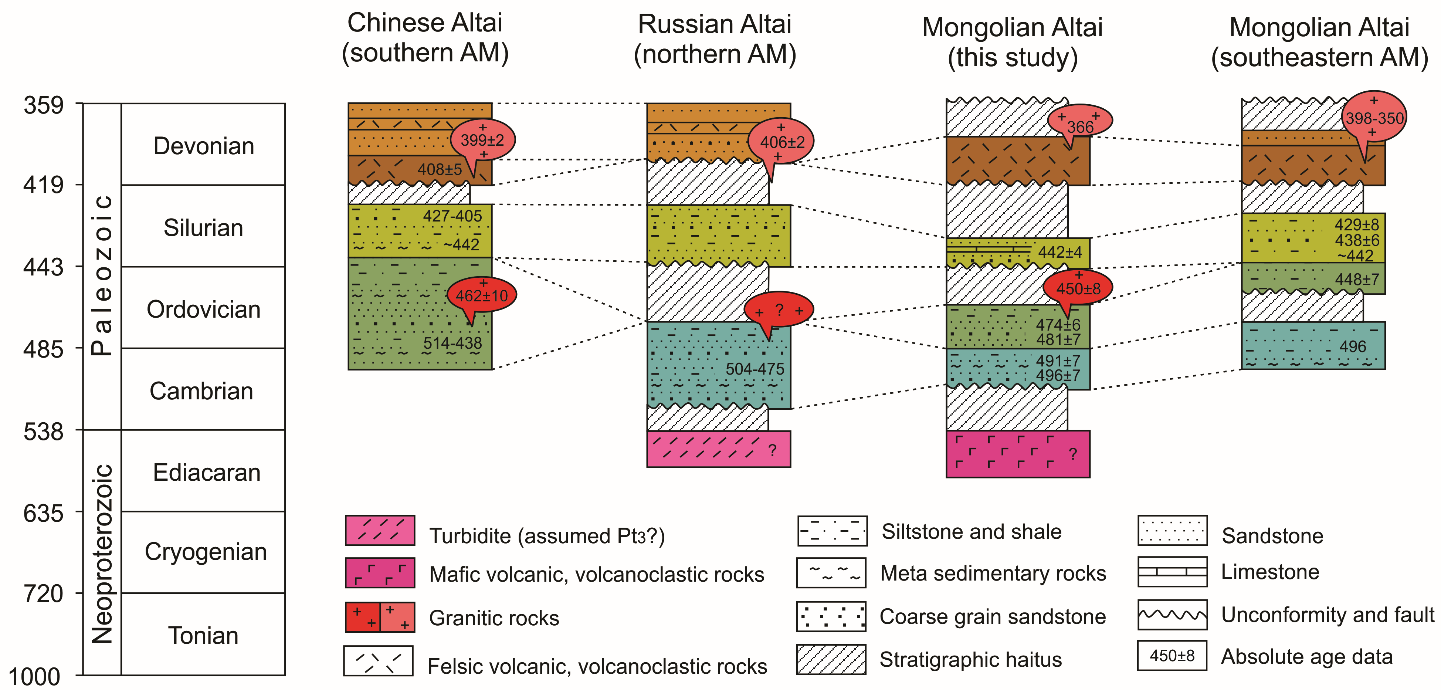 Chinese Altai
(southern AM)
Russian Altai
(northern AM)
Mongolian Altai
(this study)
Mongolian Altai
(southeastern AM)
359
419
443
485
538
635
720
1000
Paleozoic
Neoproterozoic
Devonian
Silurian
Ordovician
Cambrian
Ediacaran
Cryogenian
Tonian
399±2
408±5
427-405
~442
462±10
514-438
406±2
?
504-475
?
366
442±4
450±8
474±6
481±7
491±7
496±7
?
398-350
429±8
438±6
~442
448±7
496
Turbidite (assumed Pt3?)
Mafic volcanic, volcanoclastic rocks
Granitic rocks
Felsic volcanic, volcanoclastic rocks
Siltstone and shale
Meta sedimentary rocks
Coarse grain sandstone
Stratigraphic haitus
Sandstone
Limestone
Unconformity and fault
450±8 Absolute age data